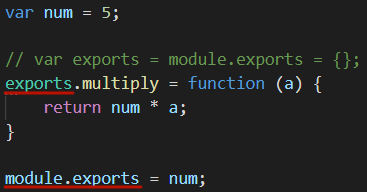 var num = 5;
// var exports = module.exports = {};
exports.multiply = function (a) {
return num * a;
}
module.exports = num;